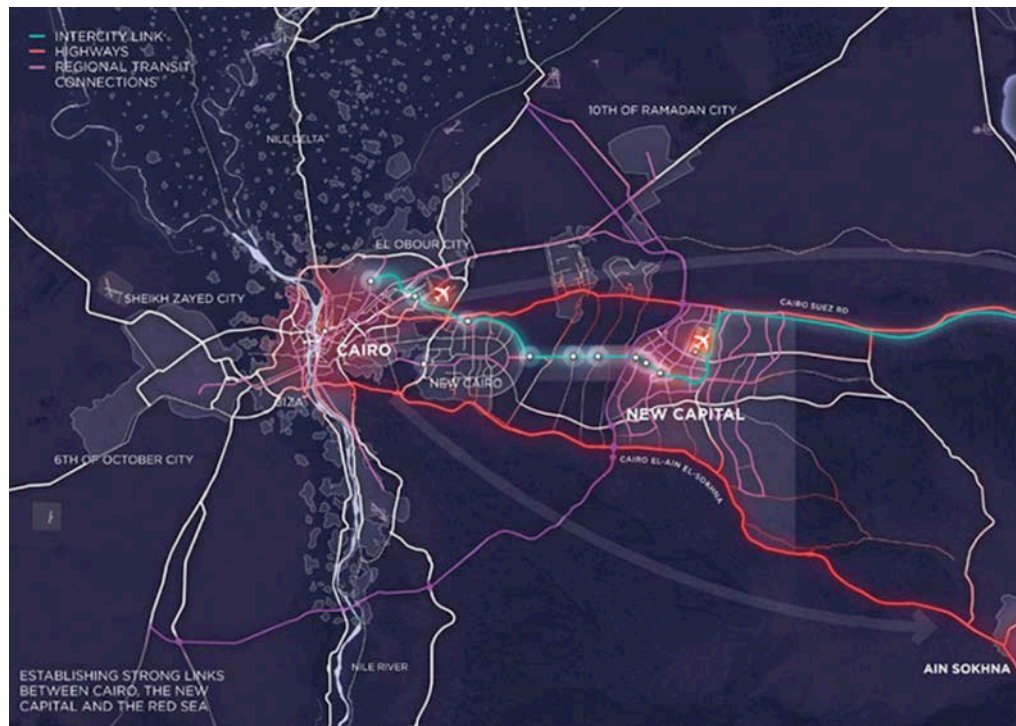 INTERCITY LINK
HIGHWAYS
REGIONAL TRANSIT
CONNECTIONS
NILE DELTA
10TH OF RAMADAN CITY
EL OBOUR CITY
SHEIKH ZAYED CITY
CAIRO SUEZ RD
CAIRO
NEW CAIRO
GIZA
NEW CAPITAL
6TH OF OCTOBER CITY
CAIRO EL-AIN EL-SOKHNA
NILE RIVER
AIN SOKHNA
ESTABLISHING STRONG LINKS
BETWEEN CAIRO, THE NEW
CAPITAL AND THE RED SEA